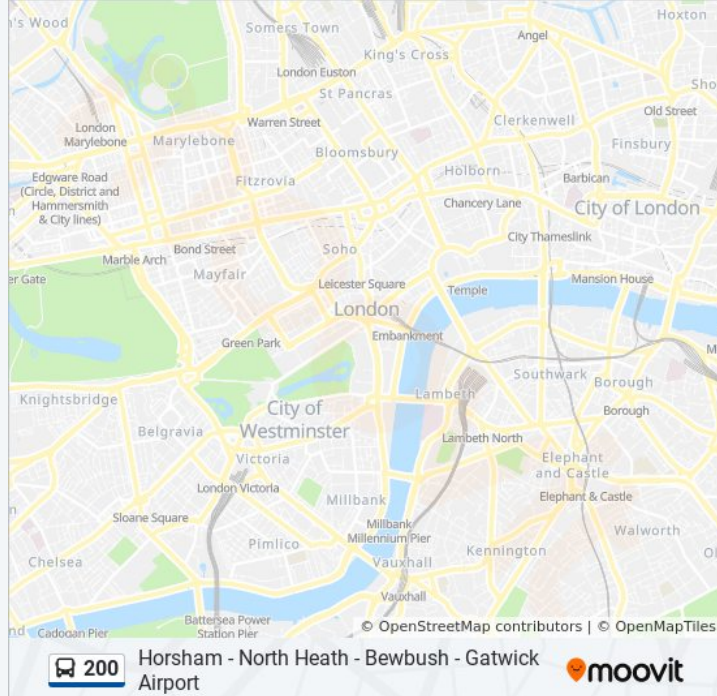 's Wood
Somers Town
Hoxton
Angel
King's Cross
London Euston
St Pancras
Sho
Old Street
Warren Street
Clerkenwell
London
Marylebone
Marylebone
Finsbury
Bloomsbury
Holborn
Edgware Road
(Circle, District and
Hammersmith
& City lines)
Fitzrovia
Barbican
Chancery Lane
City of London
n
City Thameslink
Soho
Bond Street
Marble Arch
er Gate
Mayfair
Leicester Square
Mansion House
Temple
London
Embankment
Green Park
M
Southwark
Borough
Knightsbridge
Lambeth
City of
Westminster
Borough
Belgravia
Lambeth North
Victoria
Elephant
and Castle
London Victoria
Elephant & Castle
Millbank
n
Sloane Square
Millbank
Millennium Pier
Walworth
Pimlico
Kennington
Ol
Chelsea
Vauxhall
Vauxhall
Battersea Power
Station Pier
nd
Cadogan Pier
© OpenStreetMap contributors | © OpenMapTiles
200
Horsham - North Heath - Bewbush - Gatwick
Airport
moovit